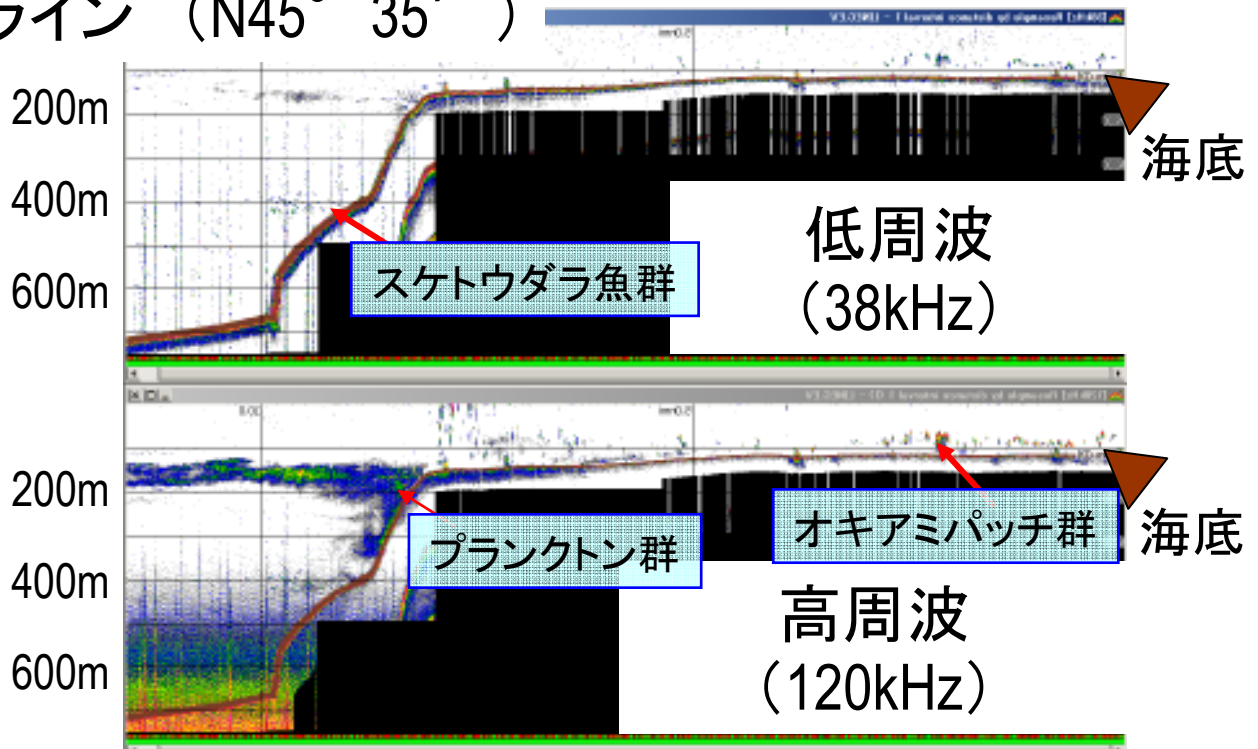 ライン (N45° 35′ )
200m
海底
400m
低周波
スケトウダラ魚群
600m
(38kHz)
200m
オキアミパッチ群
海底
プランクトン群
400m
高周波
600m
(120kHz)